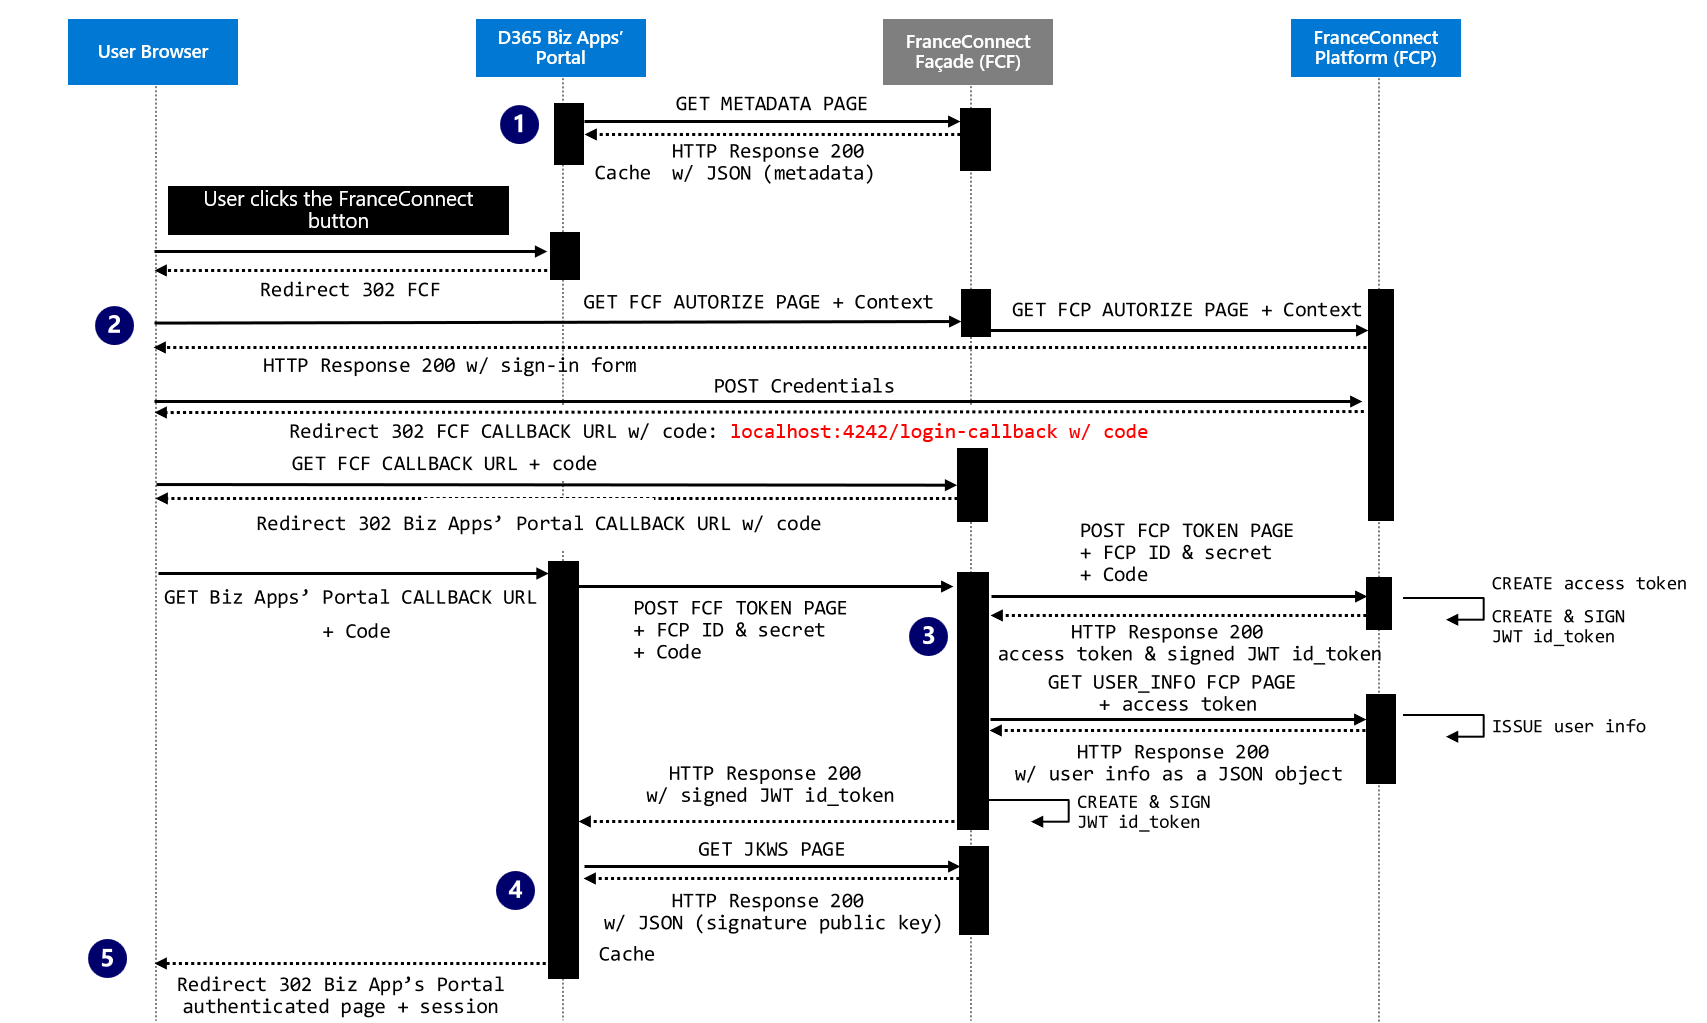 User Browser
D365 Biz Apps’
Portal
FranceConnect
Façade (FCF)
FranceConnect
Platform (FCP)
1
GET METADATA PAGE
HTTP Response 200
Cache w/ JSON (metadata)
User clicks the FranceConnect
button
Redirect 302 FCF
2
GET FCF AUTORIZE PAGE + Context
GET FCP AUTORIZE PAGE + Context
HTTP Response 200 w/ sign-in form
POST Credentials
Redirect 302 FCF CALLBACK URL w/ code: localhost:4242/login-callback w/ code
GET FCF CALLBACK URL + code
Redirect 302 Biz Apps’ Portal CALLBACK URL w/ code
GET Biz Apps’ Portal CALLBACK URL
+ Code
POST FCF TOKEN PAGE
+ FCP ID & secret
+ Code
3
POST FCP TOKEN PAGE
+ FCP ID & secret
+ Code
CREATE access token
CREATE & SIGN
JWT id_token
HTTP Response 200
access token & signed JWT id_token
GET USER_INFO FCP PAGE
+ access token
ISSUE user info
HTTP Response 200
w/ user info as a JSON object
HTTP Response 200
w/ signed JWT id_token
CREATE & SIGN
JWT id_token
GET JKWS PAGE
4
HTTP Response 200
w/ JSON (signature public key)
Cache
5
Redirect 302 Biz App’s Portal
authenticated page + session